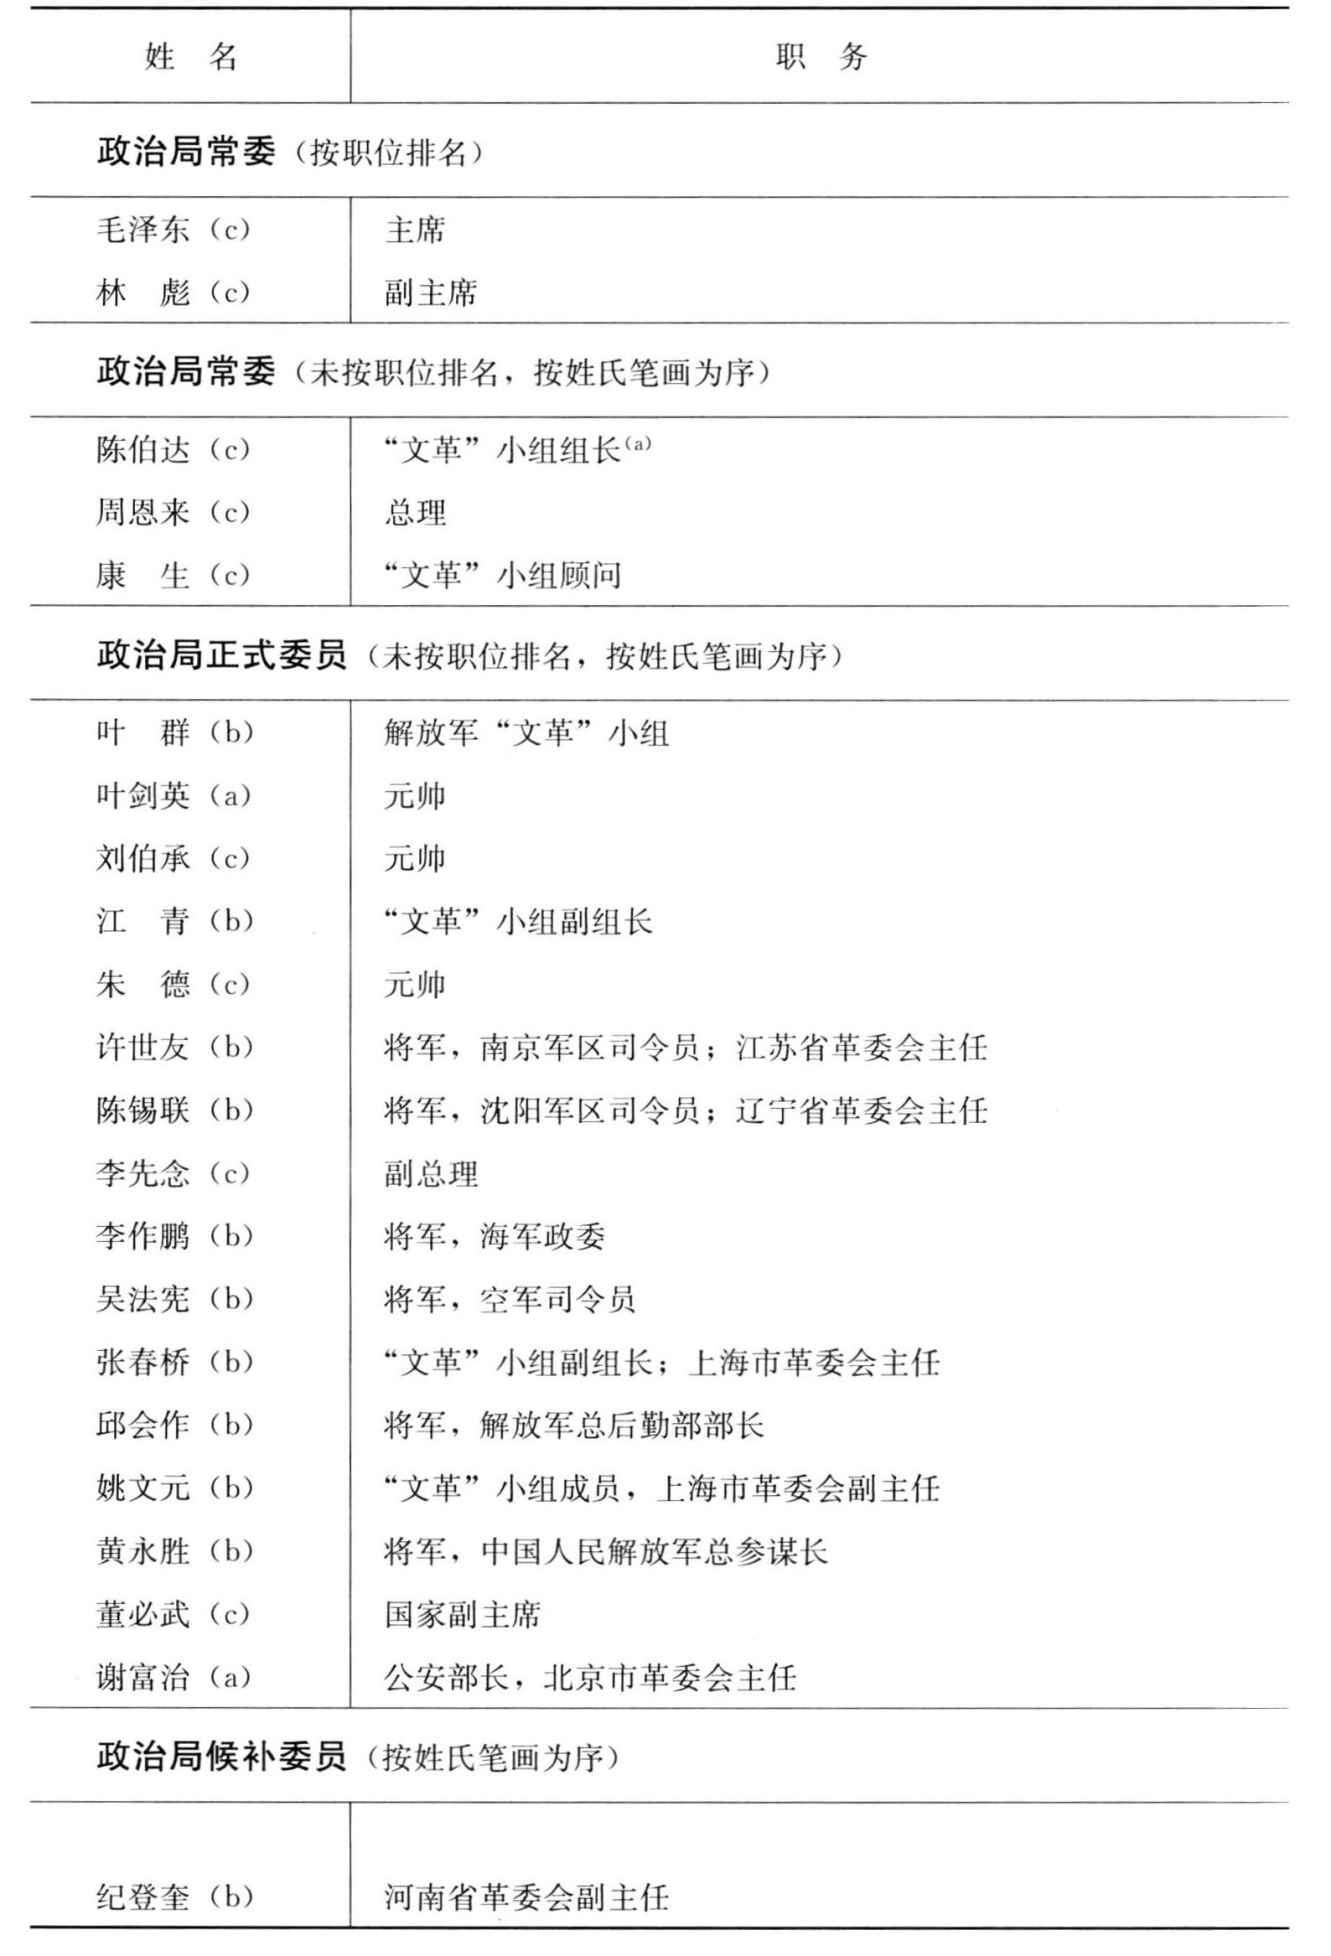 姓 名 职 务
政治局常委（按职位排名）
毛泽东（c） 主席
林 彪（c） 副主席
政治局常委（未按职位排名，按姓氏笔画为序）
陈伯达（c） “文革”小组组长(a)
周恩来（c） 总理
康 生（c） “文革”小组顾问
政治局正式委员（未按职位排名，按姓氏笔画为序）
叶 群（b） 解放军“文革”小组
叶剑英（a） 元帅
刘伯承（c） 元帅
江 青（b） “文革”小组副组长
朱 德（c） 元帅
许世友（b） 将军，南京军区司令员；江苏省革委会主任
陈锡联（b） 将军，沈阳军区司令员；辽宁省革委会主任
李先念（c） 副总理
李作鹏（b） 将军，海军政委
吴法宪（b） 将军，空军司令员
张春桥（b） “文革”小组副组长；上海市革委会主任
邱会作（b） 将军，解放军总后勤部部长
姚文元（b） “文革”小组成员，上海市革委会副主任
黄永胜（b） 将军，中国人民解放军总参谋长
董必武（c） 国家副主席
谢富治（a） 公安部长，北京市革委会主任
政治局候补委员（按姓氏笔画为序）
纪登奎（b） 河南省革委会副主任